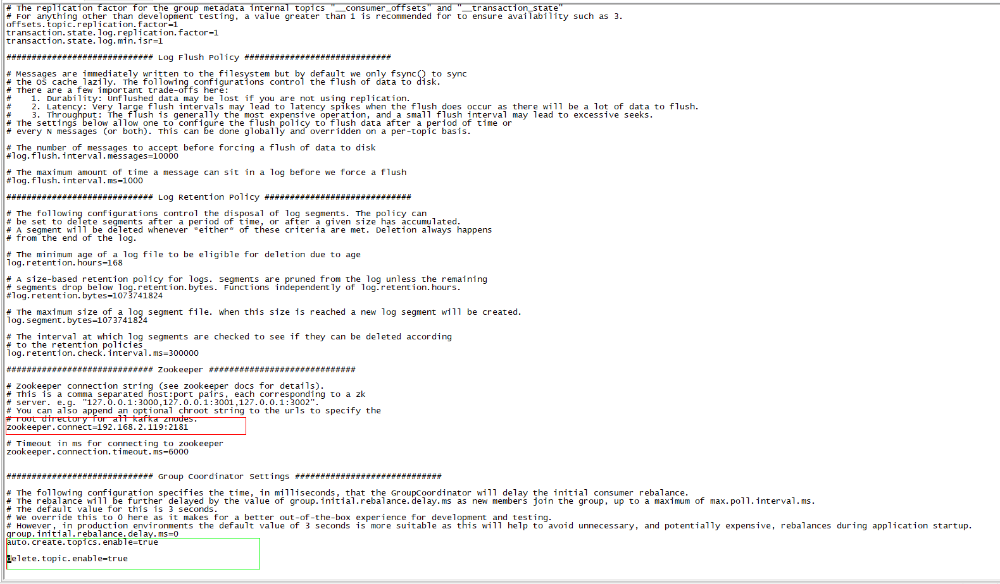 # The replication factor for the group metadata internal topics "__consumer_offsets" and "__transaction_state"
# For anything other than development testing, a value greater than 1 is recommended for to ensure availability such as 3.
offsets.topic.replication.factor=1
transaction.state.log.replication.factor=1
transaction.state.log.min.isr=1
############################# Log Flush Policy #############################
# Messages are immediately written to the filesystem but by default we only fsync() to sync
# the OS cache lazily. The following configurations control the flush of data to disk.
# There are a few important trade-offs here:
#    1. Durability: Unflushed data may be lost if you are not using replication.
#    2. Latency: Very large flush intervals may lead to latency spikes when the flush does occur as there will be a lot of data to flush.
#    3. Throughput: The flush is generally the most expensive operation, and a small flush interval may lead to excessive seeks.
# The settings below allow one to configure the flush policy to flush data after a period of time or
# every N messages (or both). This can be done globally and overridden on a per-topic basis.
# The number of messages to accept before forcing a flush of data to disk
#log.flush.interval.messages=10000
# The maximum amount of time a message can sit in a log before we force a flush
#log.flush.interval.ms=1000
############################# Log Retention Policy #############################
# The following configurations control the disposal of log segments. The policy can
# be set to delete segments after a period of time, or after a given size has accumulated.
# A segment will be deleted whenever *either* of these criteria are met. Deletion always happens
# from the end of the log.
# The minimum age of a log file to be eligible for deletion due to age
log.retention.hours=168
# A size-based retention policy for logs. Segments are pruned from the log unless the remaining
# segments drop below log.retention.bytes. Functions independently of log.retention.hours.
#log.retention.bytes=1073741824
# The maximum size of a log segment file. When this size is reached a new log segment will be created.
log.segment.bytes=1073741824
# The interval at which log segments are checked to see if they can be deleted according
# to the retention policies
log.retention.check.interval.ms=300000
############################# Zookeeper #############################
# Zookeeper connection string (see zookeeper docs for details).
# This is a comma separated host:port pairs, each corresponding to a zk
# server. e.g. "127.0.0.1:3000,127.0.0.1:3001,127.0.0.1:3002".
# You can also append an optional chroot string to the urls to specify the
# root directory for all kafka znodes.
zookeeper.connect=192.168.2.119:2181
# Timeout in ms for connecting to zookeeper
zookeeper.connection.timeout.ms=6000
############################# Group Coordinator Settings #############################
# The following configuration specifies the time, in milliseconds, that the GroupCoordinator will delay the initial consumer rebalance.
# The rebalance will be further delayed by the value of group.initial.rebalance.delay.ms as new members join the group, up to a maximum of max.poll.interval.ms.
# The default value for this is 3 seconds.
# We override this to 0 here as it makes for a better out-of-the-box experience for development and testing.
# However, in production environments the default value of 3 seconds is more suitable as this will help to avoid unnecessary, and potentially expensive, rebalances during application startup.
group.initial.rebalance.delay.ms=0
auto.create.topics.enable=true
delete.topic.enable=true